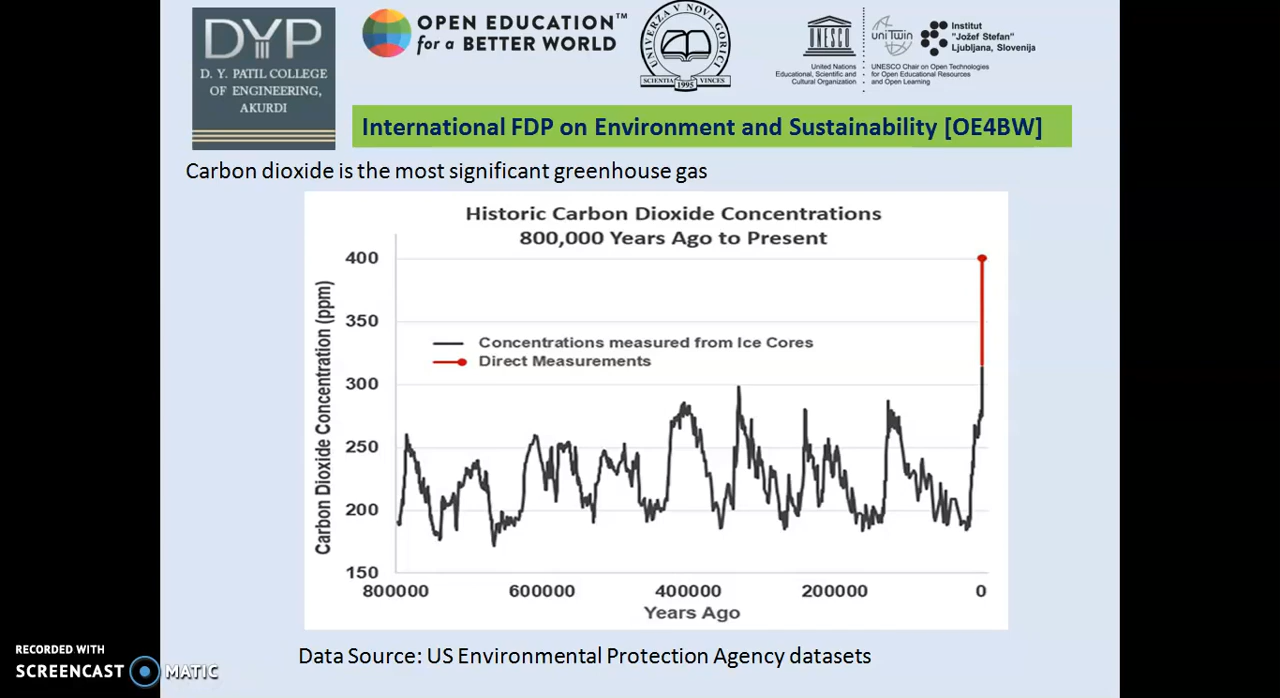 DYP
D. Y. PATIL COLLEGE
OF ENGINEERING,
AKURDI
OPEN EDUCATION™
for a BETTER WORLD
UNIVERZA V NOVI GORICI
SCIENTIA VINCES
1995
UNESCO
United Nations
Educational, Scientific and
Cultural Organization
uniTwin
Institut
"Jožef Stefan"
Ljubljana, Slovenija
UNESCO Chair on Open Technologies
for Open Educational Resources
and Open Learning
International FDP on Environment and Sustainability [OE4BW]
Carbon dioxide is the most significant greenhouse gas
Historic Carbon Dioxide Concentrations
800,000 Years Ago to Present
Carbon Dioxide Concentration (ppm)
400
350
300
250
200
150
Concentrations measured from Ice Cores
Direct Measurements
800000 600000 400000 200000 0
Years Ago
Data Source: US Environmental Protection Agency datasets
RECORDED WITH
SCREENCAST MATIC